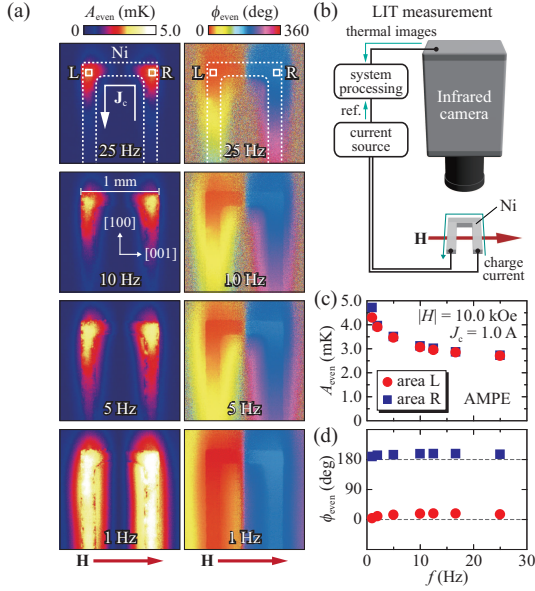 (a)
A_even (mK)
0 5.0
ϕ_even (deg)
0 360
Ni
L R
J_c
25 Hz
L R
25 Hz
1 mm
[100]
[001]
10 Hz
10 Hz
5 Hz
5 Hz
1 Hz
1 Hz
H
H
(b)
LIT measurement
thermal images
system
processing
ref.
current
source
Infrared
camera
Ni
H
charge
current
(c)
5.0
4.0
3.0
2.0
1.0
0
A_even (mK)
|H| = 10.0 kOe
J_c = 1.0 A
area L
area R
AMPE
(d)
180
90
0
ϕ_even (deg)
0 10 20 30
f (Hz)